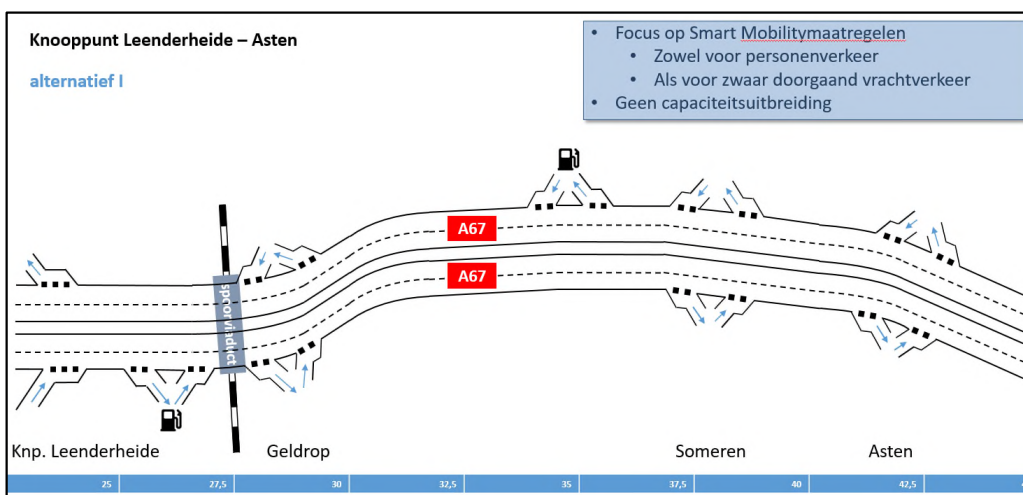 Knooppunt Leenderheide – Asten
alternatief I
• Focus op Smart Mobilitymaatregelen
• Zowel voor personenverkeer
• Als voor zwaar doorgaand vrachtverkeer
• Geen capaciteitsuitbreiding
A67
A67
spoorviaduct
Knp. Leenderheide
Geldrop
Someren
Asten
25
27,5
30
32,5
35
37,5
40
42,5